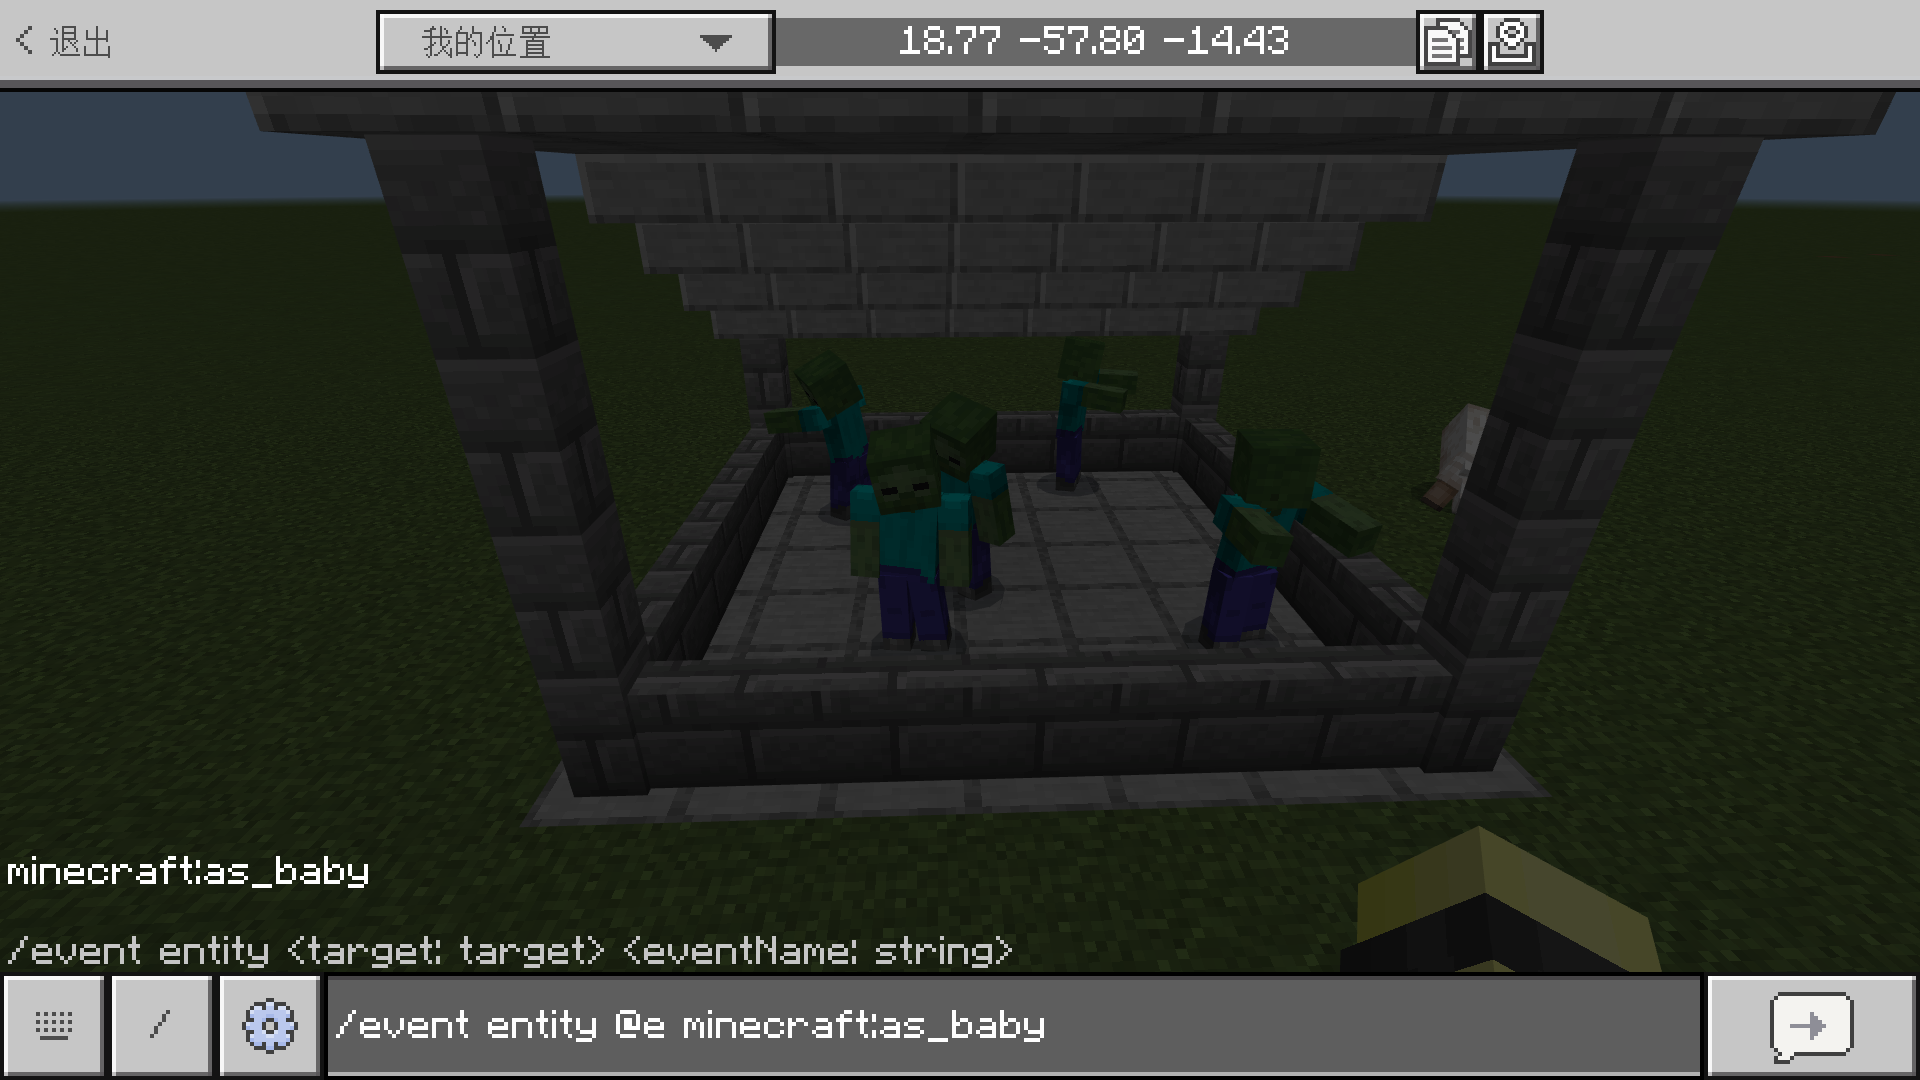 退出
我的位置
18.77 -57.80 -14.43
minecraft:as_baby
/event entity <target: target> <eventName: string>
/
/event entity @e minecraft:as_baby